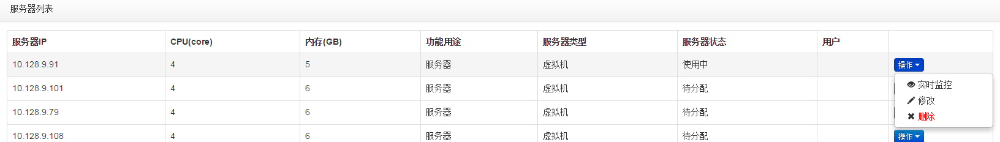 服务器列表
服务器IP CPU(core) 内存(GB) 功能用途 服务器类型 服务器状态 用户
10.128.9.91 4 5 服务器 虚拟机 使用中 操作
10.128.9.101 4 6 服务器 虚拟机 待分配
实时监控
修改
10.128.9.79 4 6 服务器 虚拟机 待分配
删除
10.128.9.108 4 6 服务器 虚拟机 待分配 操作